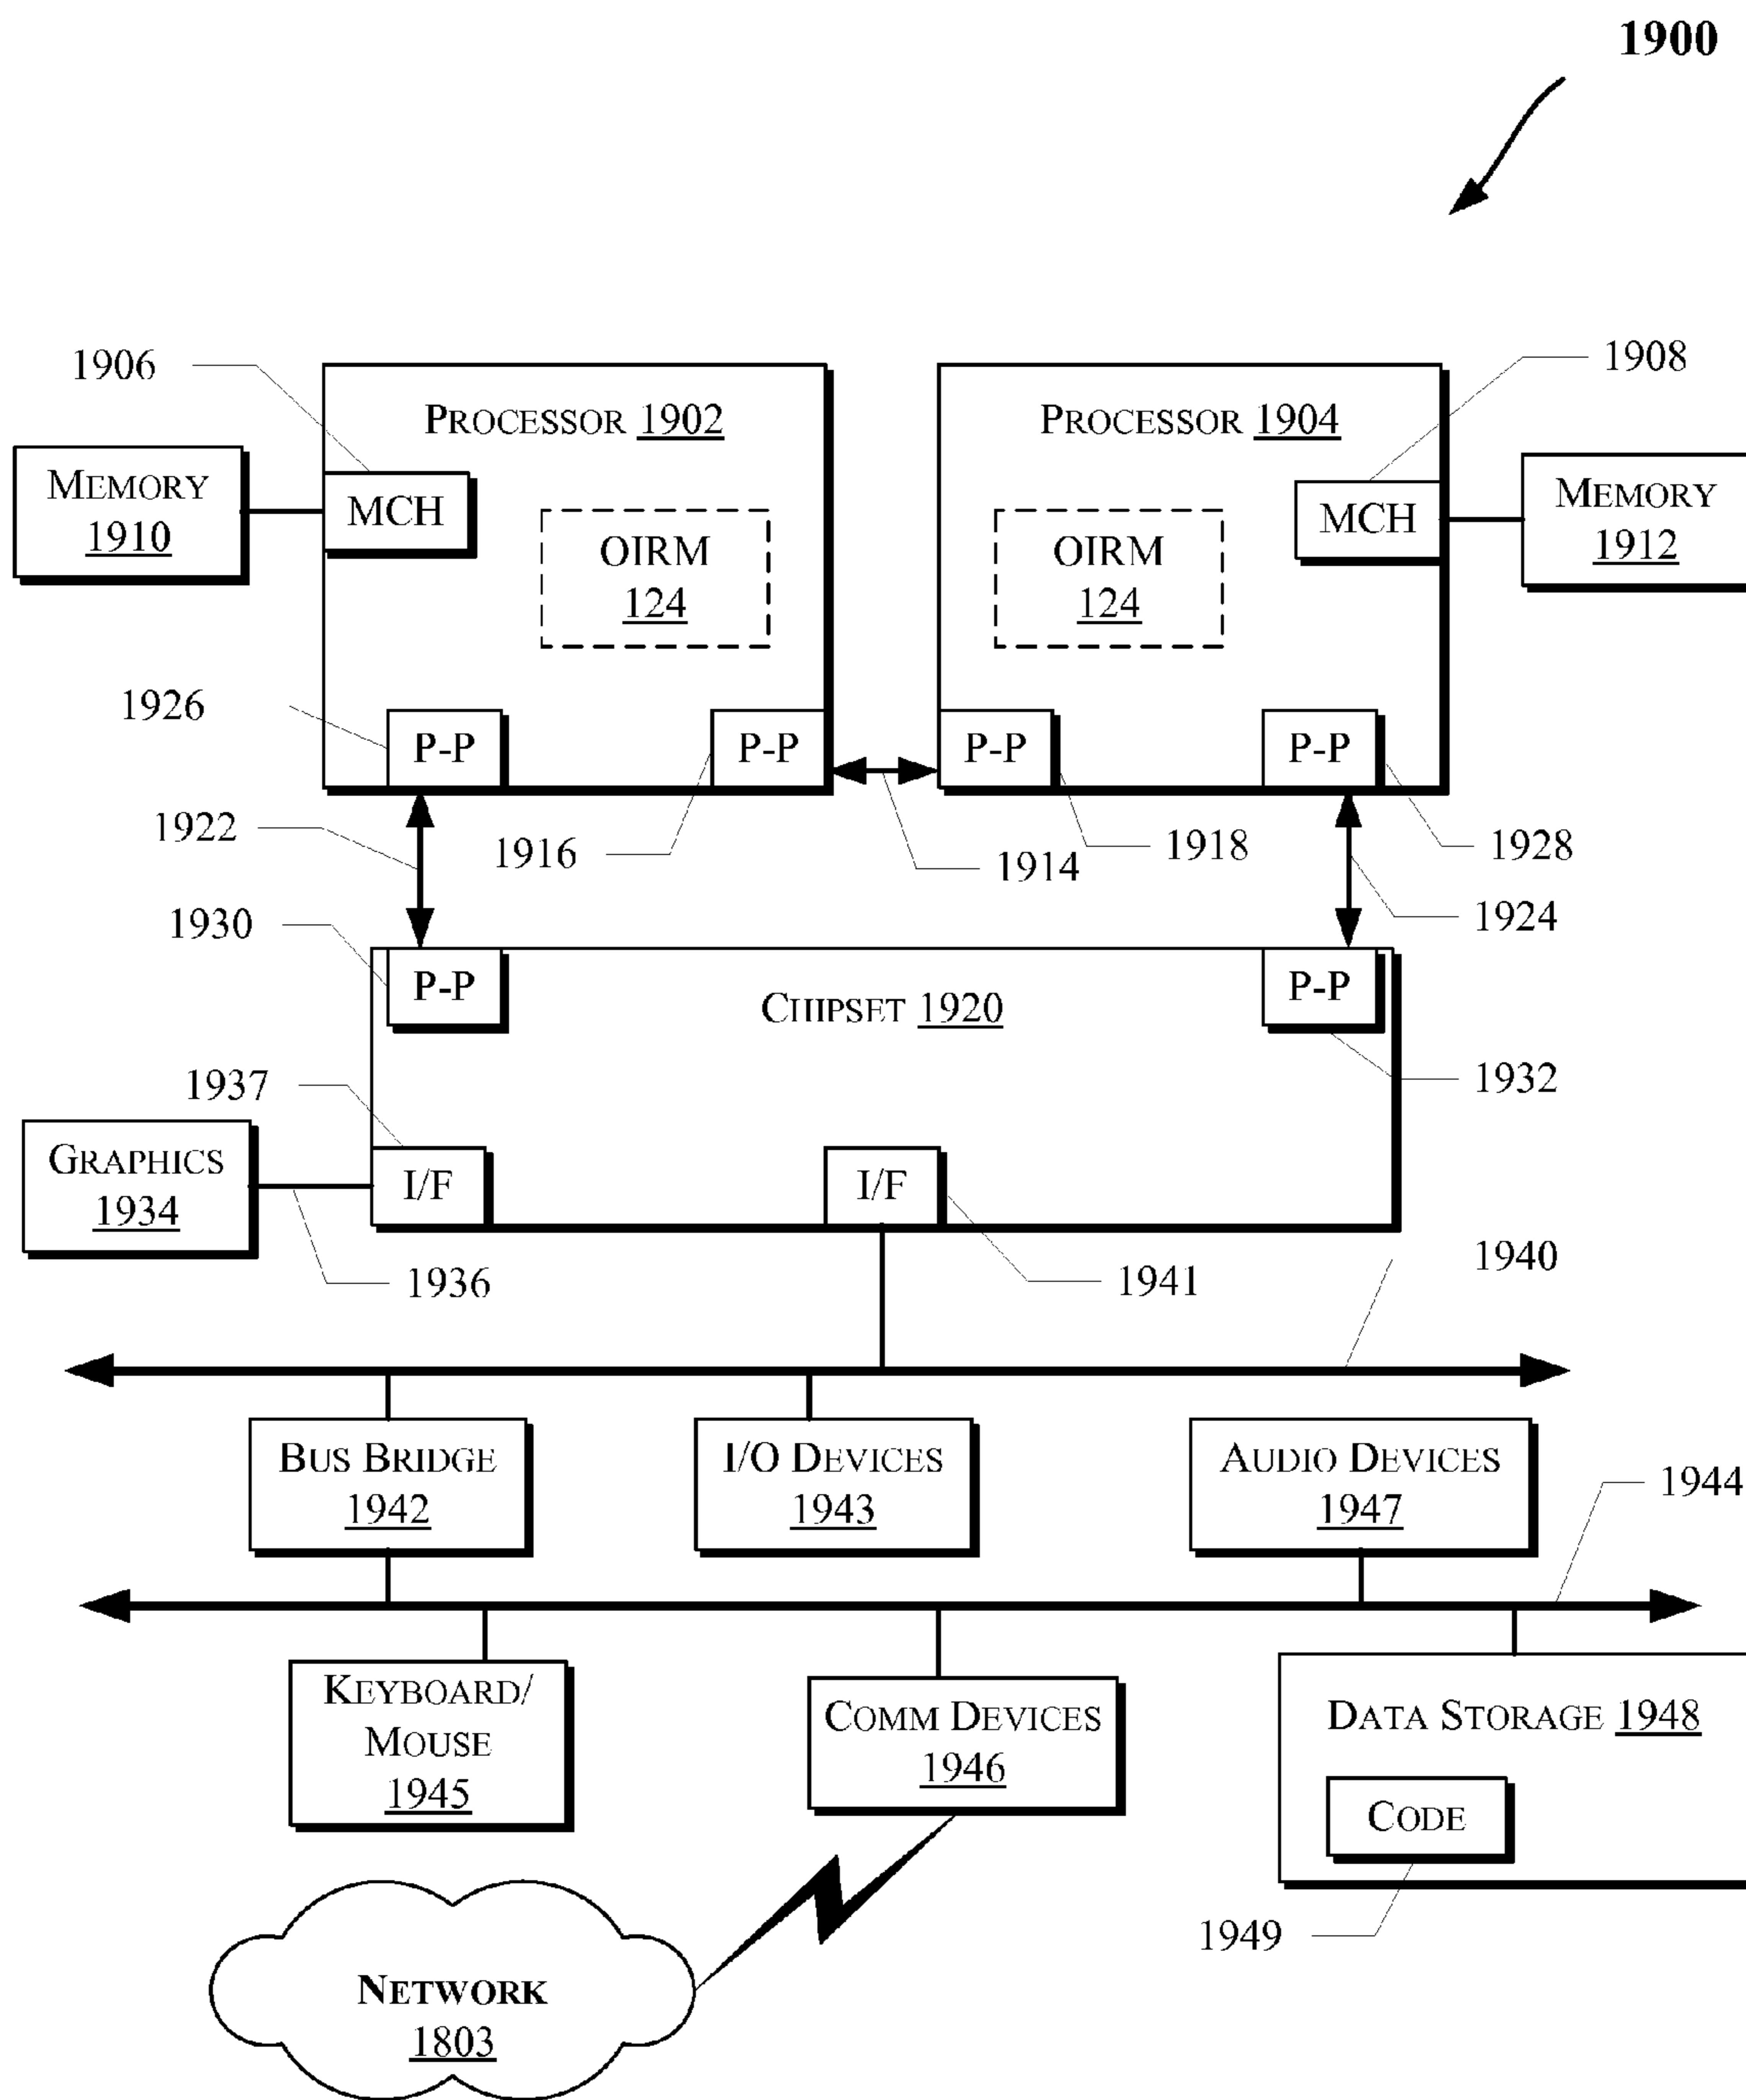 1900
1906
1908
PROCESSOR 1902
PROCESSOR 1904
MEMORY
1910
MCH
OIRM
124
OIRM
124
MCH
MEMORY
1912
1926
P-P
P-P
P-P
P-P
1922
1916
1914
1918
1928
1924
1930
P-P
CHIPSET 1920
P-P
1932
1937
GRAPHICS
1934
I/F
I/F
1936
1941
1940
BUS BRIDGE
1942
I/O DEVICES
1943
AUDIO DEVICES
1947
1944
KEYBOARD/
MOUSE
1945
COMM DEVICES
1946
DATA STORAGE 1948
CODE
1949
NETWORK
1803